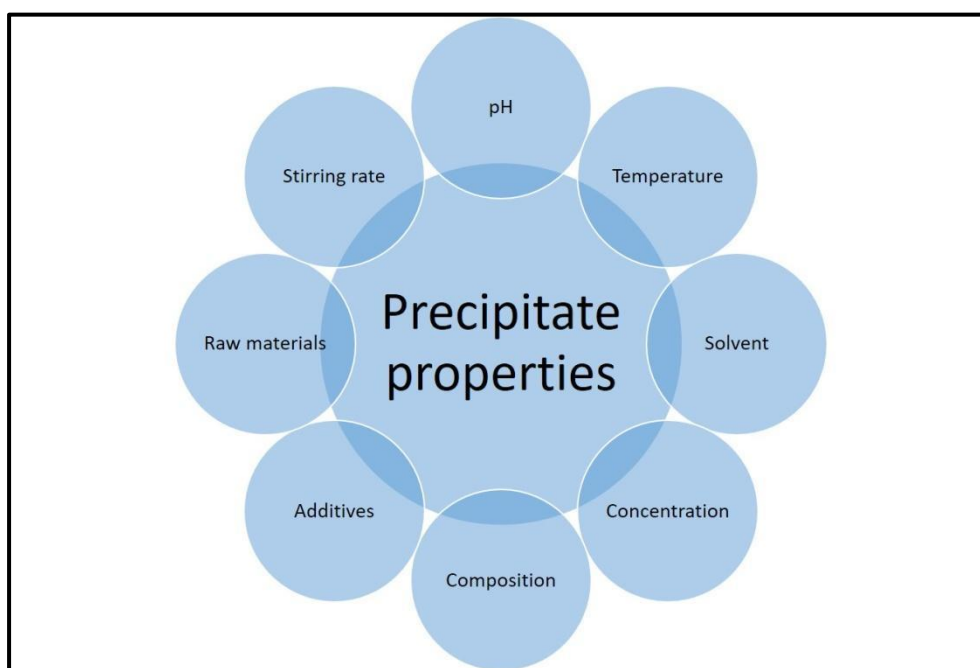 pH
Stirring rate
Temperature
Precipitate
properties
Raw materials
Solvent
Additives
Concentration
Composition